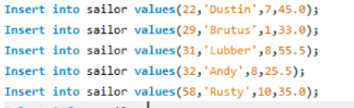 Insert into sailor values(22,'Dustin',7,45.0);
Insert into sailor values(29,'Brutus',1,33.0);
Insert into sailor values(31,'Lubber',8,55.5);
Insert into sailor values(32,'Andy',8,25.5);
Insert into sailor values(58,'Rusty',10,35.0);